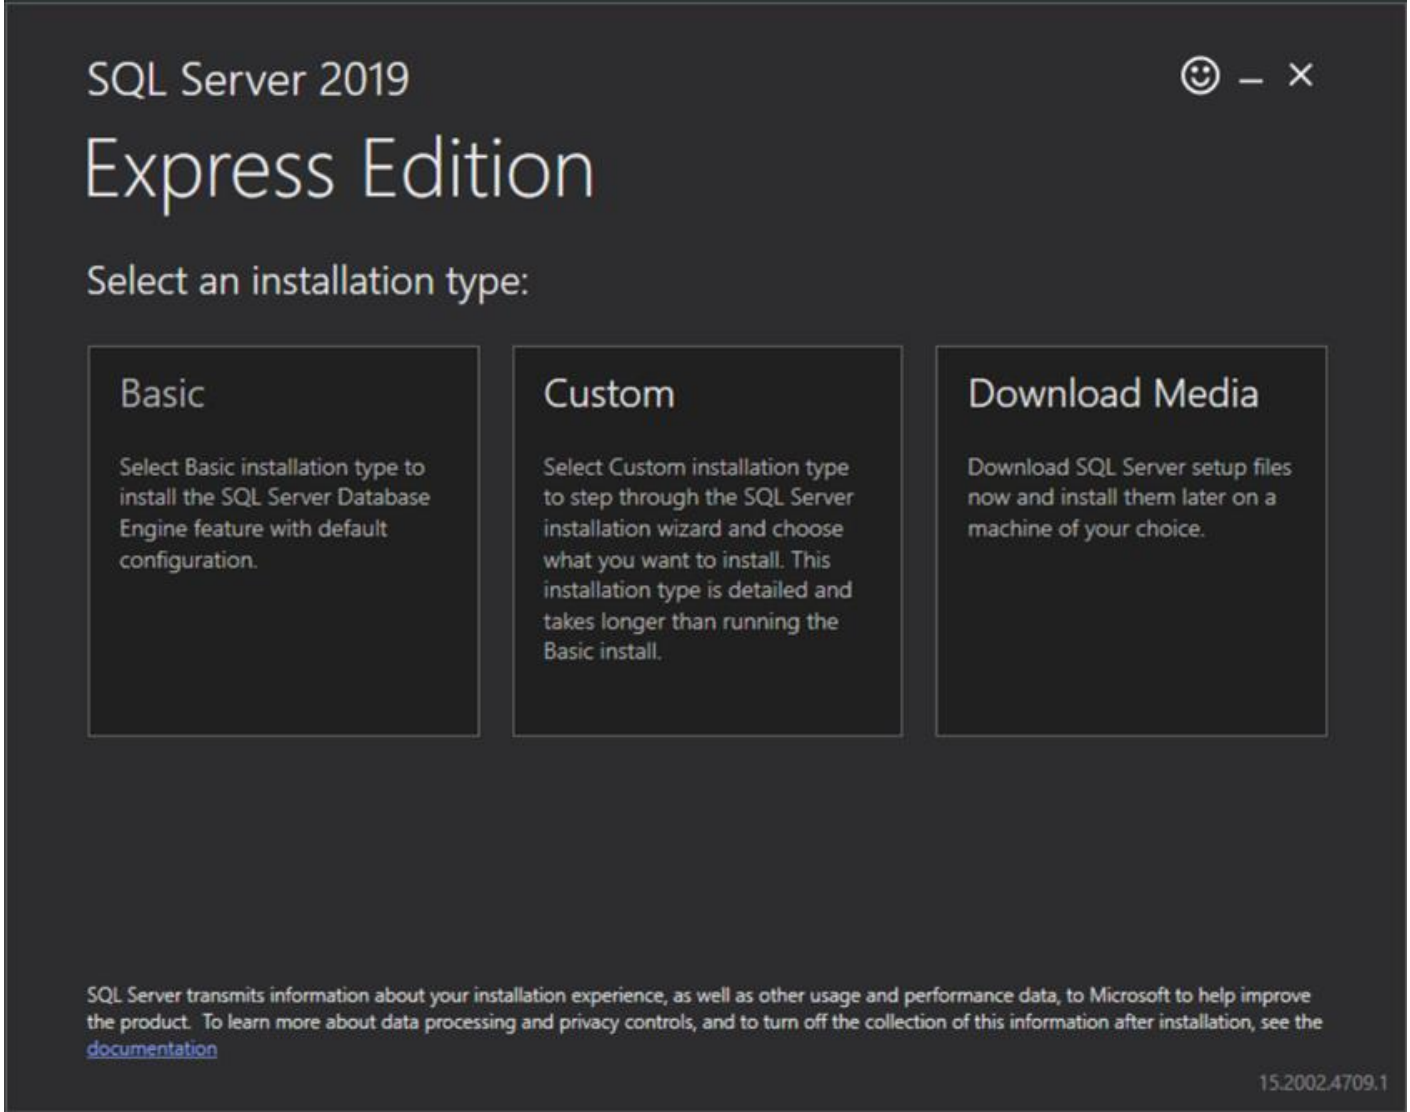 SQL Server 2019
Express Edition
Select an installation type:
Basic
Select Basic installation type to
install the SQL Server Database
Engine feature with default
configuration.
Custom
Select Custom installation type
to step through the SQL Server
installation wizard and choose
what you want to install. This
installation type is detailed and
takes longer than running the
Basic install.
Download Media
Download SQL Server setup files
now and install them later on a
machine of your choice.
SQL Server transmits information about your installation experience, as well as other usage and performance data, to Microsoft to help improve
the product.  To learn more about data processing and privacy controls, and to turn off the collection of this information after installation, see the
documentation
15.2002.4709.1